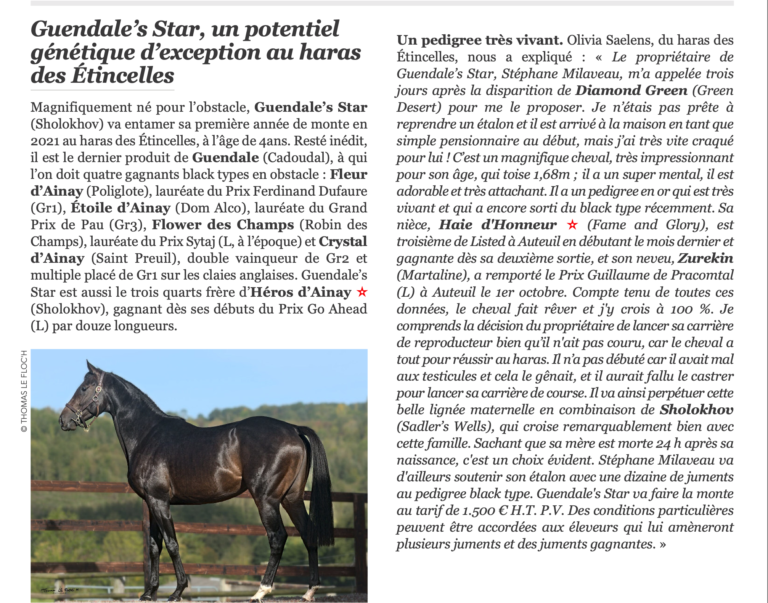 Guendale's Star, un potentiel
génétique d'exception au haras
des Étincelles
Magnifiquement né pour l'obstacle, Guendale's Star
(Sholokhov) va entamer sa première année de monte en
2021 au haras des Étincelles, à l'âge de 4ans. Resté inédit,
il est le dernier produit de Guendale (Cadoudal), à qui
l'on doit quatre gagnants black types en obstacle : Fleur
d'Ainay (Poliglote), lauréate du Prix Ferdinand Dufaure
(Gr1), Étoile d'Ainay (Dom Alco), lauréate du Grand
Prix de Pau (Gr3), Flower des Champs (Robin des
Champs), lauréate du Prix Sytaj (L, à l'époque) et Crystal
d'Ainay (Saint Preuil), double vainqueur de Gr2 et
multiple placé de Gr1 sur les claies anglaises. Guendale's
Star est aussi le trois quarts frère d'Héros d'Ainay ☆
(Sholokhov), gagnant dès ses débuts du Prix Go Ahead
(L) par douze longueurs.
© THOMAS LE FLOC'H
Un pedigree très vivant. Olivia Saelens, du haras des
Étincelles, nous a expliqué : « Le propriétaire de
Guendale's Star, Stéphane Milaveau, m'a appelée trois
jours après la disparition de Diamond Green (Green
Desert) pour me le proposer. Je n'étais pas prête à
reprendre un étalon et il est arrivé à la maison en tant que
simple pensionnaire au début, mais j'ai très vite craqué
pour lui ! C'est un magnifique cheval, très impressionnant
pour son âge, qui toise 1,68m ; il a un super mental, il est
adorable et très attachant. Il a un pedigree en or qui est très
vivant et qui a encore sorti du black type récemment. Sa
nièce, Haie d'Honneur ☆ (Fame and Glory), est
troisième de Listed à Auteuil en débutant le mois dernier et
gagnante dès sa deuxième sortie, et son neveu, Zurekin
(Martaline), a remporté le Prix Guillaume de Pracomtal
(L) à Auteuil le 1er octobre. Compte tenu de toutes ces
données, le cheval fait rêver et j'y crois à 100 %. Je
comprends la décision du propriétaire de lancer sa carrière
de reproducteur bien qu'il n'ait pas couru, car le cheval a
tout pour réussir au haras. Il n'a pas débuté car il avait mal
aux testicules et cela le gênait, et il aurait fallu le castrer
pour lancer sa carrière de course. Il va ainsi perpétuer cette
belle lignée maternelle en combinaison de Sholokhov
(Sadler's Wells), qui croise remarquablement bien avec
cette famille. Sachant que sa mère est morte 24 h après sa
naissance, c'est un choix évident. Stéphane Milaveau va
d'ailleurs soutenir son étalon avec une dizaine de juments
au pedigree black type. Guendale's Star va faire la monte
au tarif de 1.500 € H.T. P.V. Des conditions particulières
peuvent être accordées aux éleveurs qui lui amèneront
plusieurs juments et des juments gagnantes. »